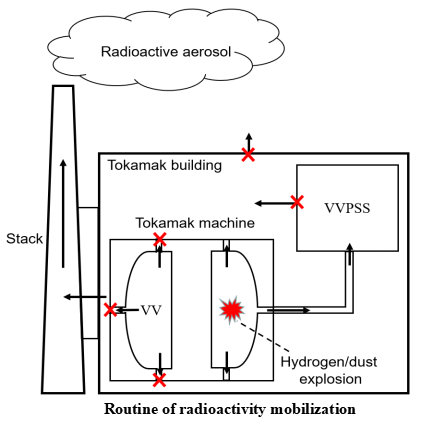 Radioactive aerosol
Tokamak building
VVPSS
Tokamak machine
Stack
VV
Hydrogen/dust
explosion
Routine of radioactivity mobilization